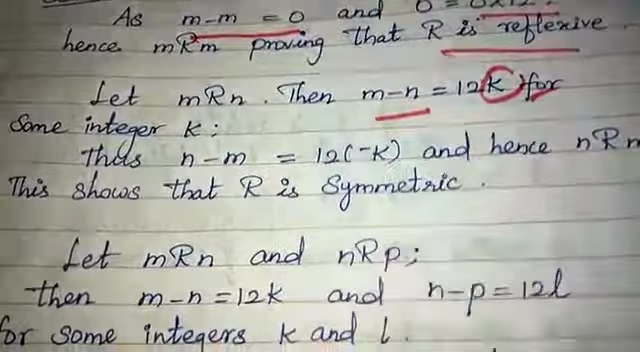 As m-m = 0 and 0 = 0x12.
hence mRm proving that R is reflexive.
Let mRn. Then m-n = 12k for
Some integer k;
thus n-m = 12(-k) and hence nRm
This shows that R is Symmetric.
Let mRn and nRp;
then m-n=12k and n-p=12l
for some integers k and l.